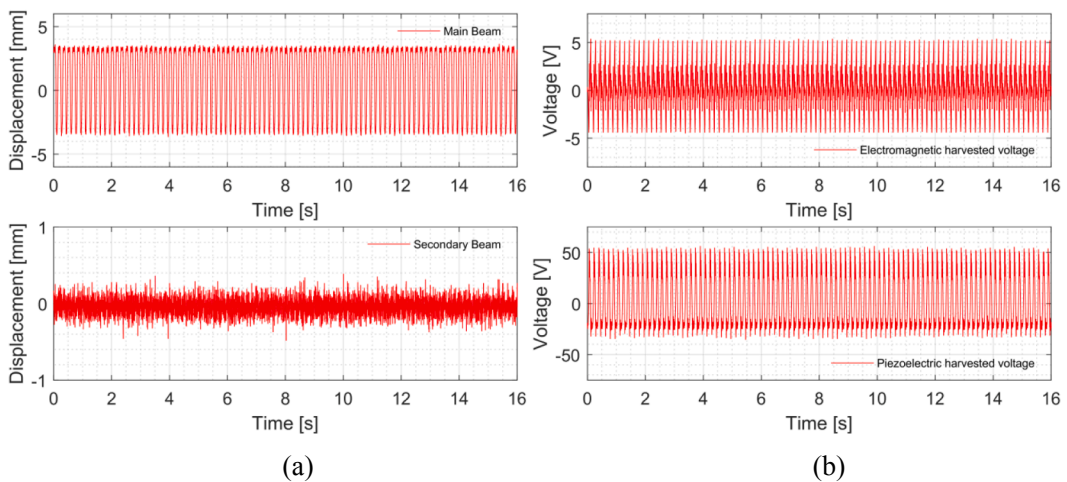 Displacement [mm]
5
0
-5
Main Beam
0 2 4 6 8 10 12 14 16
Time [s]
Displacement [mm]
1
0
-1
Secondary Beam
0 2 4 6 8 10 12 14 16
Time [s]
(a)
Voltage [V]
5
0
-5
Electromagnetic harvested voltage
0 2 4 6 8 10 12 14 16
Time [s]
Voltage [V]
50
0
-50
Piezoelectric harvested voltage
0 2 4 6 8 10 12 14 16
Time [s]
(b)